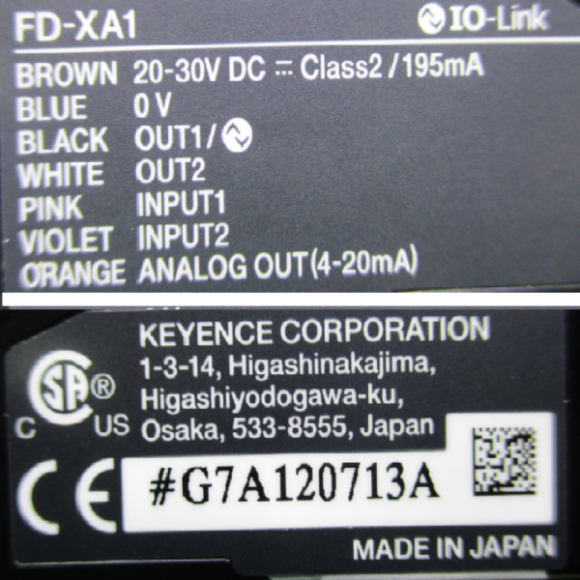 FD-XA1 IO-Link
BROWN 20-30V DC ⎓ Class2 / 195mA
BLUE 0 V
BLACK OUT1/
WHITE OUT2
PINK INPUT1
VIOLET INPUT2
ORANGE ANALOG OUT(4-20mA)
KEYENCE CORPORATION
1-3-14, Higashinakajima,
Higashiyodogawa-ku,
Osaka, 533-8555, Japan
SA ®
C US
CE #G7A120713A
MADE IN JAPAN